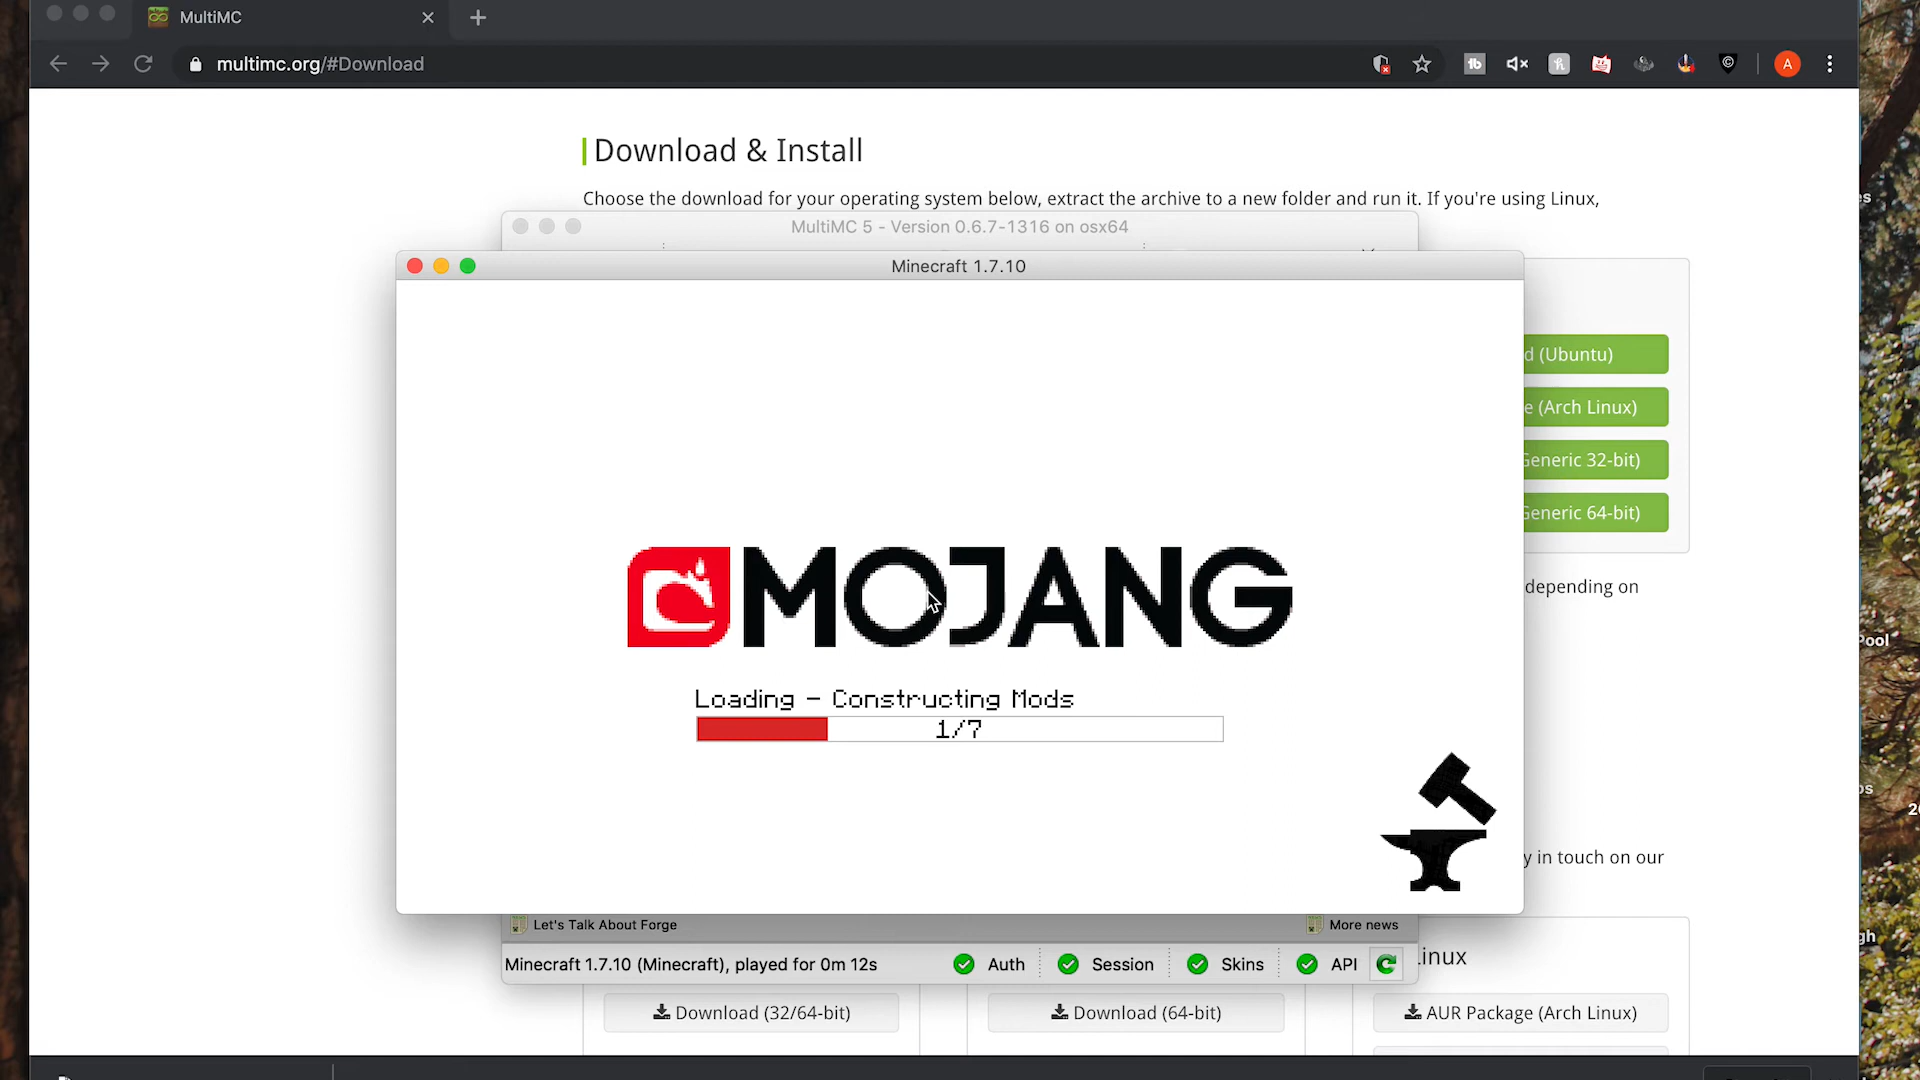 MultiMC
multimc.org/#Download
Download & Install
Choose the download for your operating system below, extract the archive to a new folder and run it. If you're using Linux,
MultiMC 5 - Version 0.6.7-1316 on osx64
Minecraft 1.7.10
d (Ubuntu)
e (Arch Linux)
Generic 32-bit)
Generic 64-bit)
depending on
MOJANG
Loading - Constructing Mods
1/7
y in touch on our
Let's Talk About Forge
More news
Minecraft 1.7.10 (Minecraft), played for 0m 12s
Auth
Session
Skins
API
inux
Download (32/64-bit)
Download (64-bit)
AUR Package (Arch Linux)
A
Pool